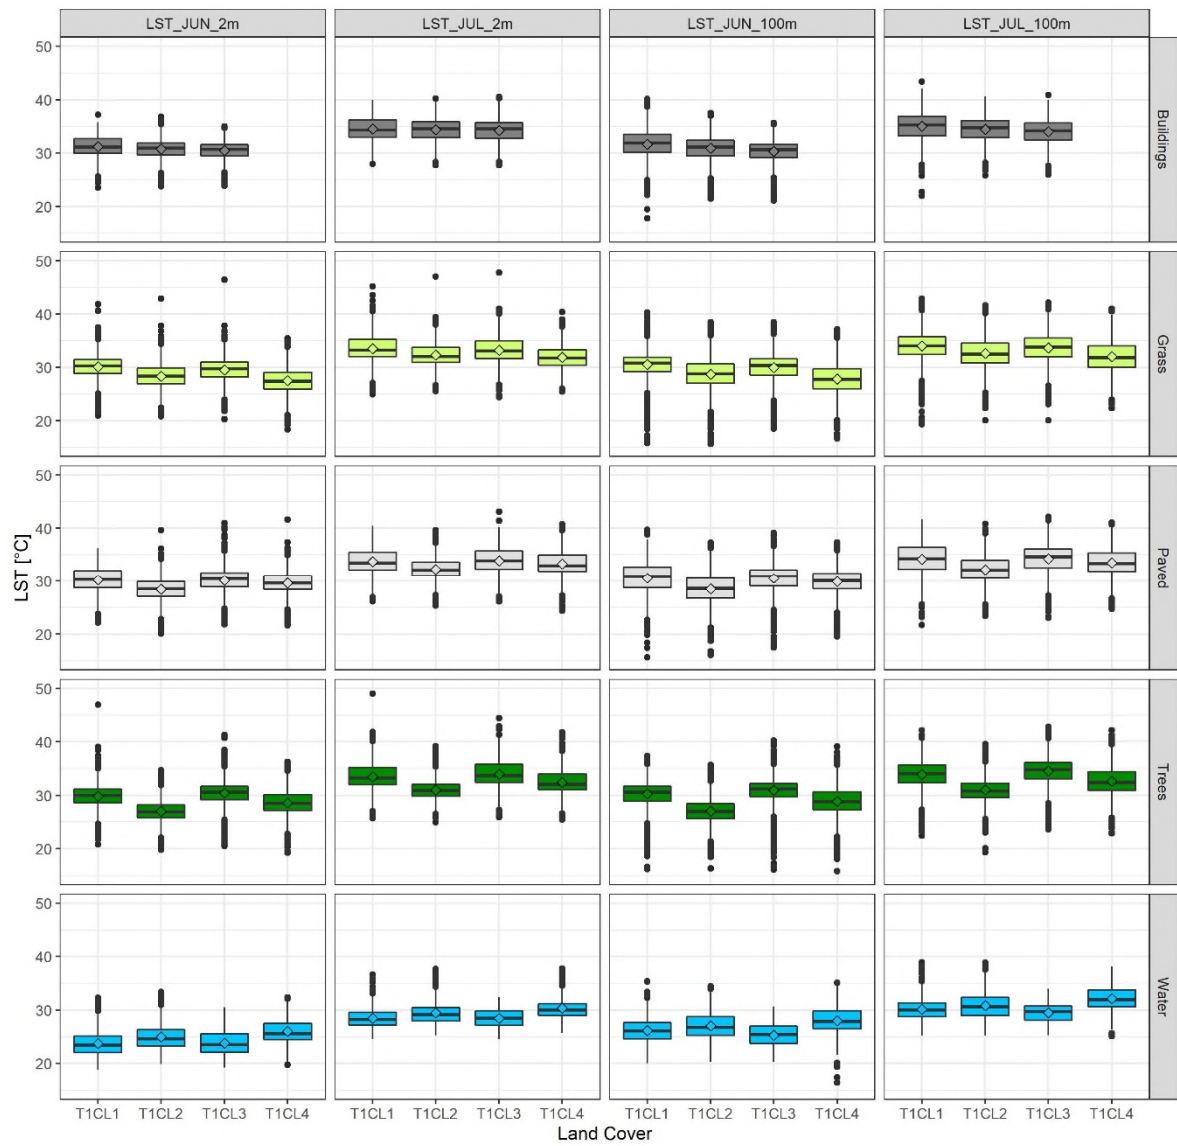 LST_JUN_2m LST_JUL_2m LST_JUN_100m LST_JUL_100m
50
40
30
20
Buildings
50
40
30
20
Grass
50
40
30
20
Paved
50
40
30
20
Trees
50
40
30
20
Water
LST [°C]
T1CL1 T1CL2 T1CL3 T1CL4 T1CL1 T1CL2 T1CL3 T1CL4 T1CL1 T1CL2 T1CL3 T1CL4 T1CL1 T1CL2 T1CL3 T1CL4
Land Cover